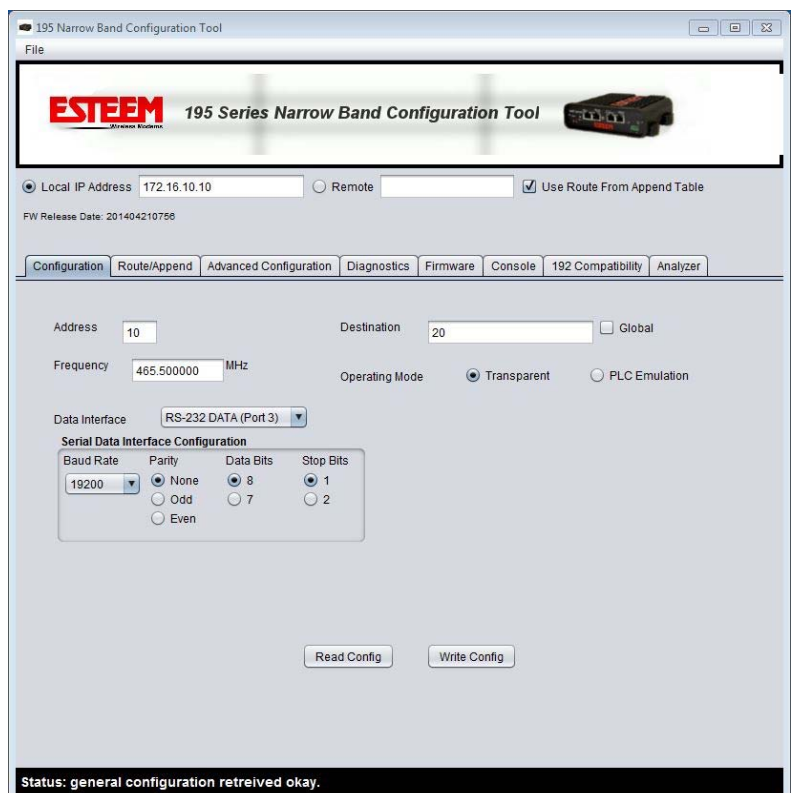 195 Narrow Band Configuration Tool
File
ESTEEM
Wireless Modems
195 Series Narrow Band Configuration Tool
Local IP Address 172.16.10.10 Remote Use Route From Append Table
FW Release Date: 201404210756
Configuration Route/Append Advanced Configuration Diagnostics Firmware Console 192 Compatibility Analyzer
Address 10 Destination 20 Global
Frequency 465.500000 MHz Operating Mode Transparent PLC Emulation
Data Interface RS-232 DATA (Port 3)
Serial Data Interface Configuration
Baud Rate Parity Data Bits Stop Bits
19200 None 8 1
Odd 7 2
Even
Read Config Write Config
Status: general configuration retreived okay.